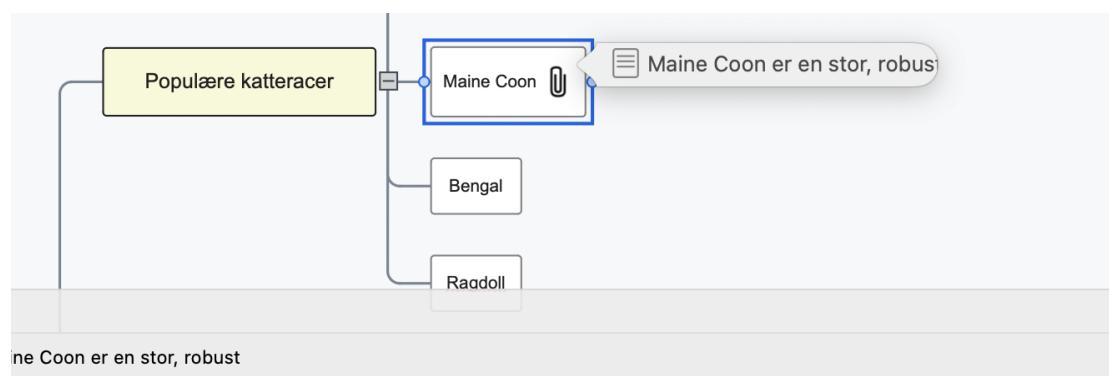 Populære katteracer
Maine Coon
Maine Coon er en stor, robust
Bengal
Ragdoll
ine Coon er en stor, robust